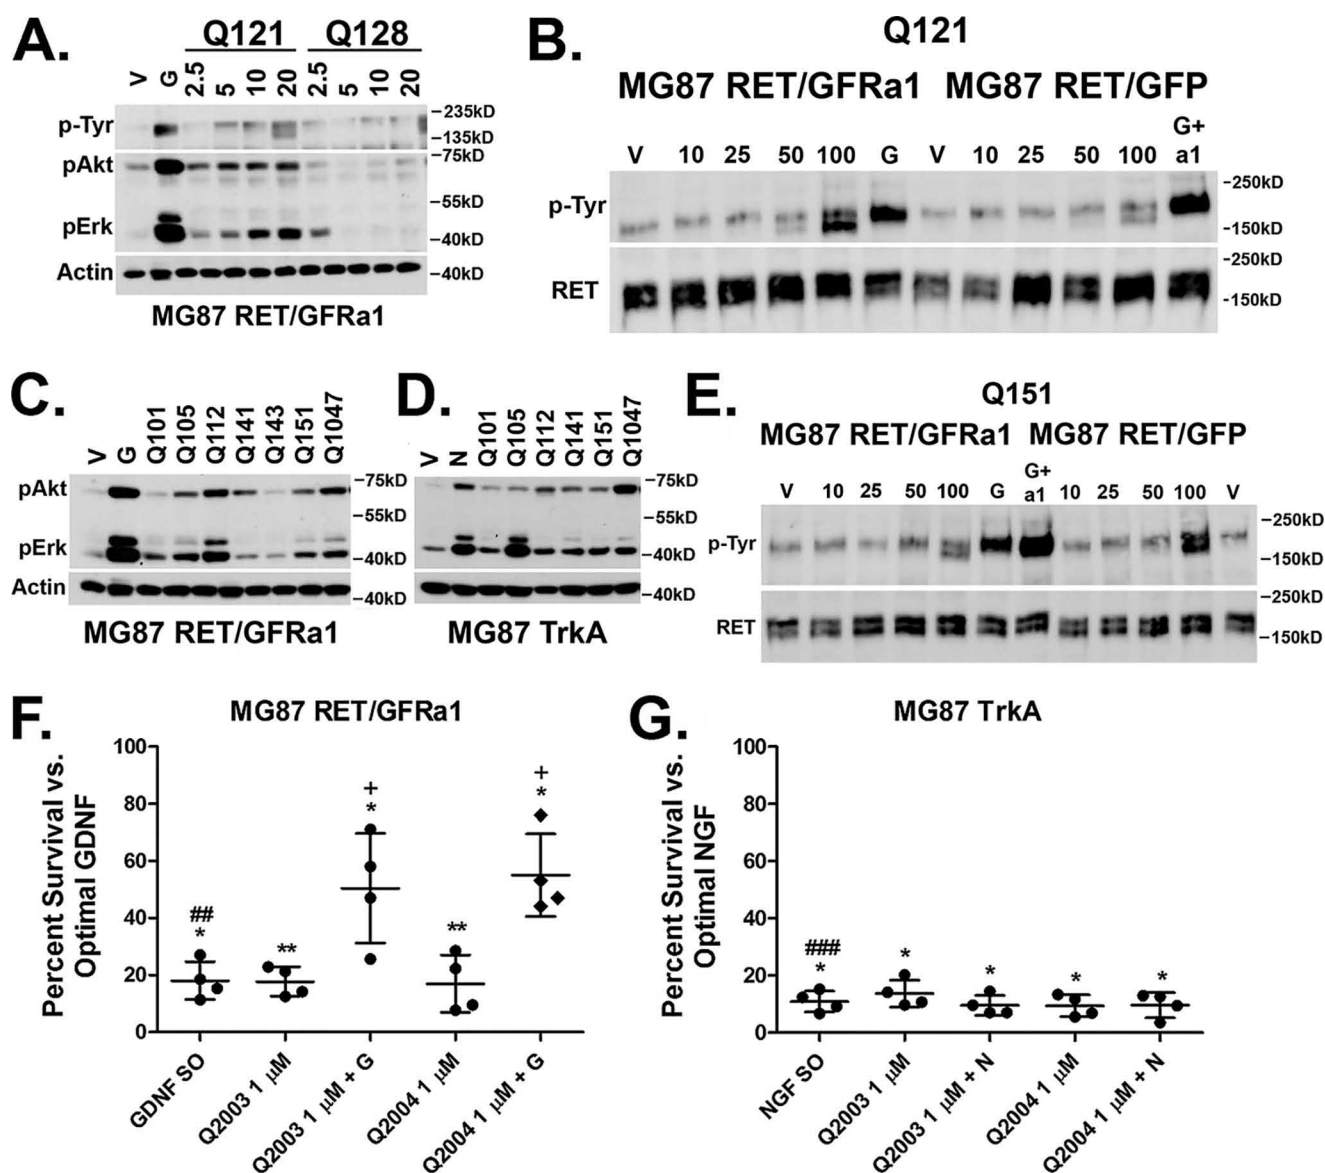 A.
Q121 Q128
V G 2.5 5 10 20 2.5 5 10 20
p-Tyr
–235kD
–135kD
pAkt
–75kD
–55kD
pErk
–40kD
Actin
–40kD
MG87 RET/GFRa1
B.
Q121
MG87 RET/GFRa1 MG87 RET/GFP
V 10 25 50 100 G V 10 25 50 100 G+ a1
p-Tyr
–250kD
–150kD
RET
–250kD
–150kD
C.
V G Q101 Q105 Q112 Q141 Q143 Q151 Q1047
pAkt
–75kD
–55kD
pErk
–40kD
Actin
–40kD
MG87 RET/GFRa1
D.
V N Q101 Q105 Q112 Q141 Q151 Q1047
–75kD
–55kD
–40kD
–40kD
MG87 TrkA
E.
Q151
MG87 RET/GFRa1 MG87 RET/GFP
V 10 25 50 100 G G+ a1 10 25 50 100 V
p-Tyr
–250kD
–150kD
RET
–250kD
–150kD
F.
MG87 RET/GFRa1
Percent Survival vs.
Optimal GDNF
100
80
60
40
20
0
##
*
**
+
*
**
+
*
GDNF SO
Q2003 1 µM
Q2003 1 µM + G
Q2004 1 µM
Q2004 1 µM + G
G.
MG87 TrkA
Percent Survival vs.
Optimal NGF
100
80
60
40
20
0
###
*
*
*
*
*
NGF SO
Q2003 1 µM
Q2003 1 µM + N
Q2004 1 µM
Q2004 1 µM + N